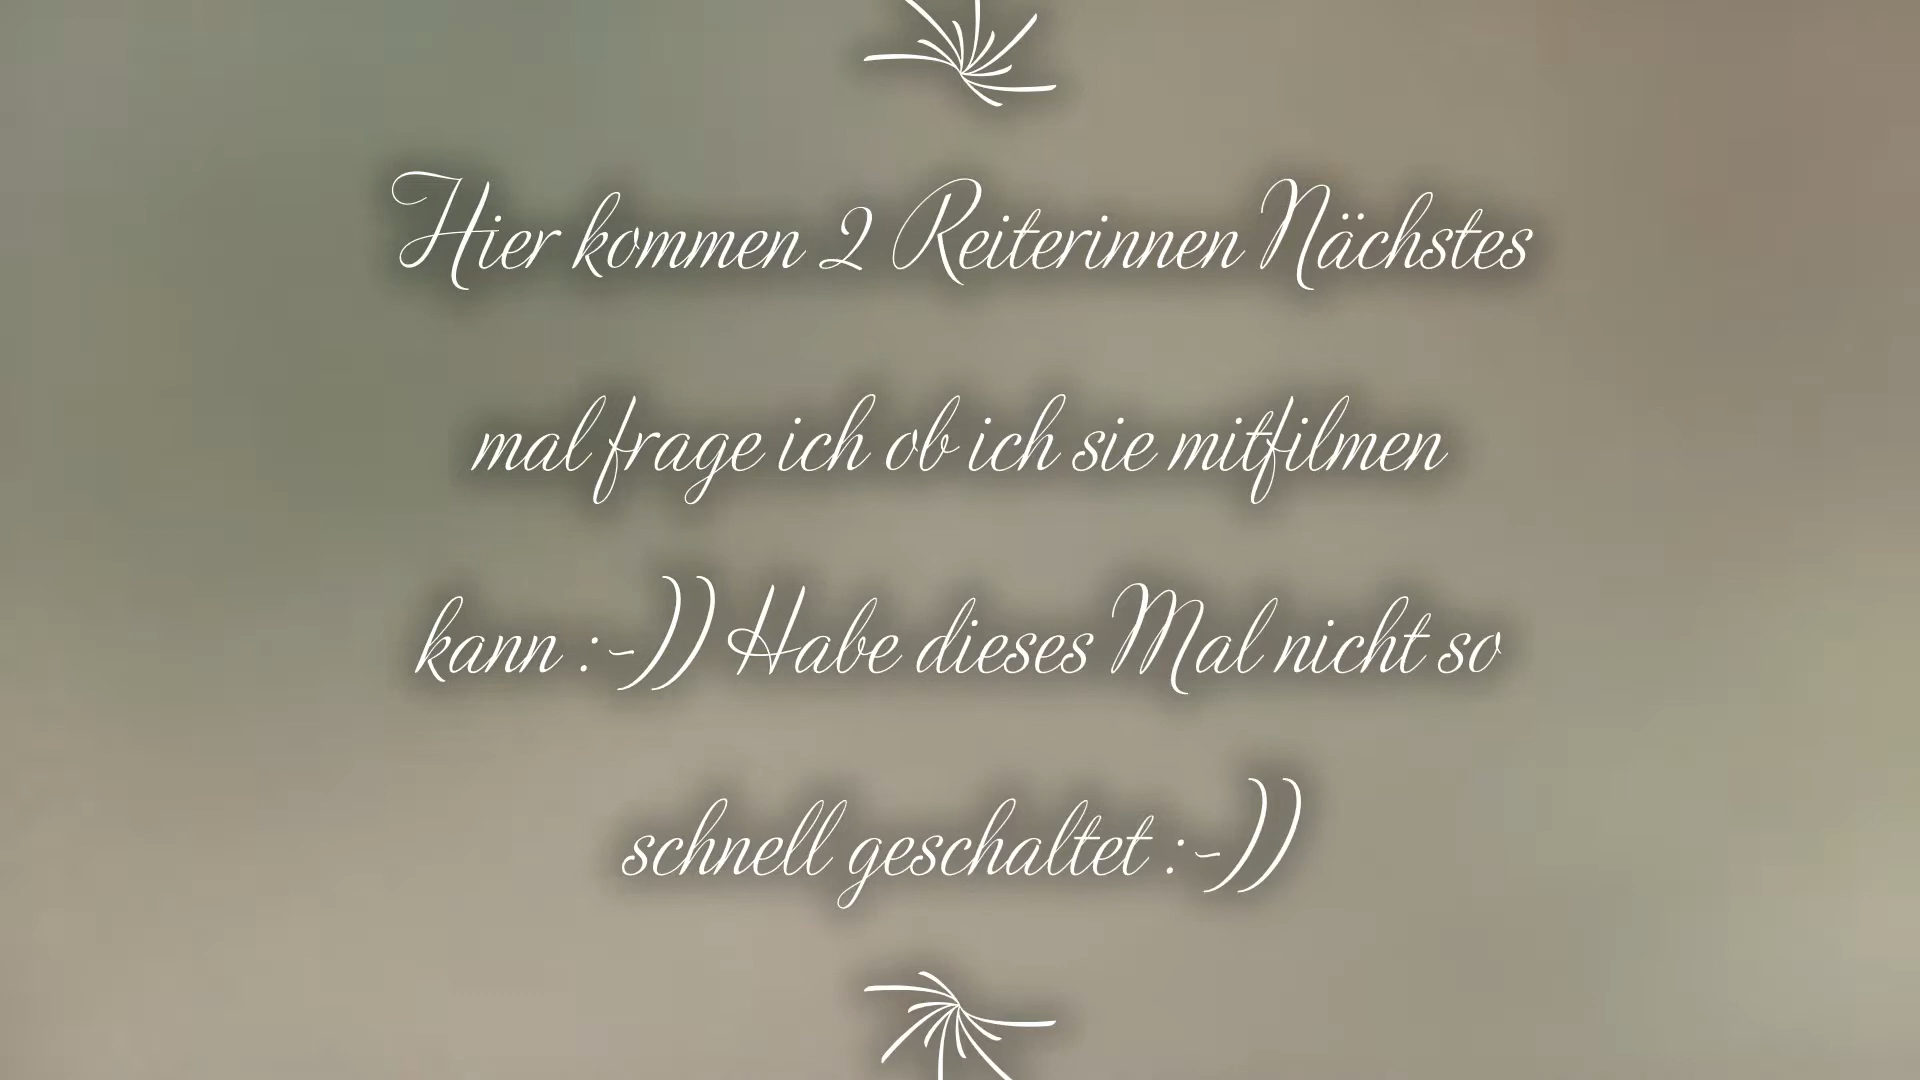 Hier kommen 2 Reiterinnen Nächstes
mal frage ich ob ich sie mitfilmen
kann :-)) Habe dieses Mal nicht so
schnell geschaltet :-))